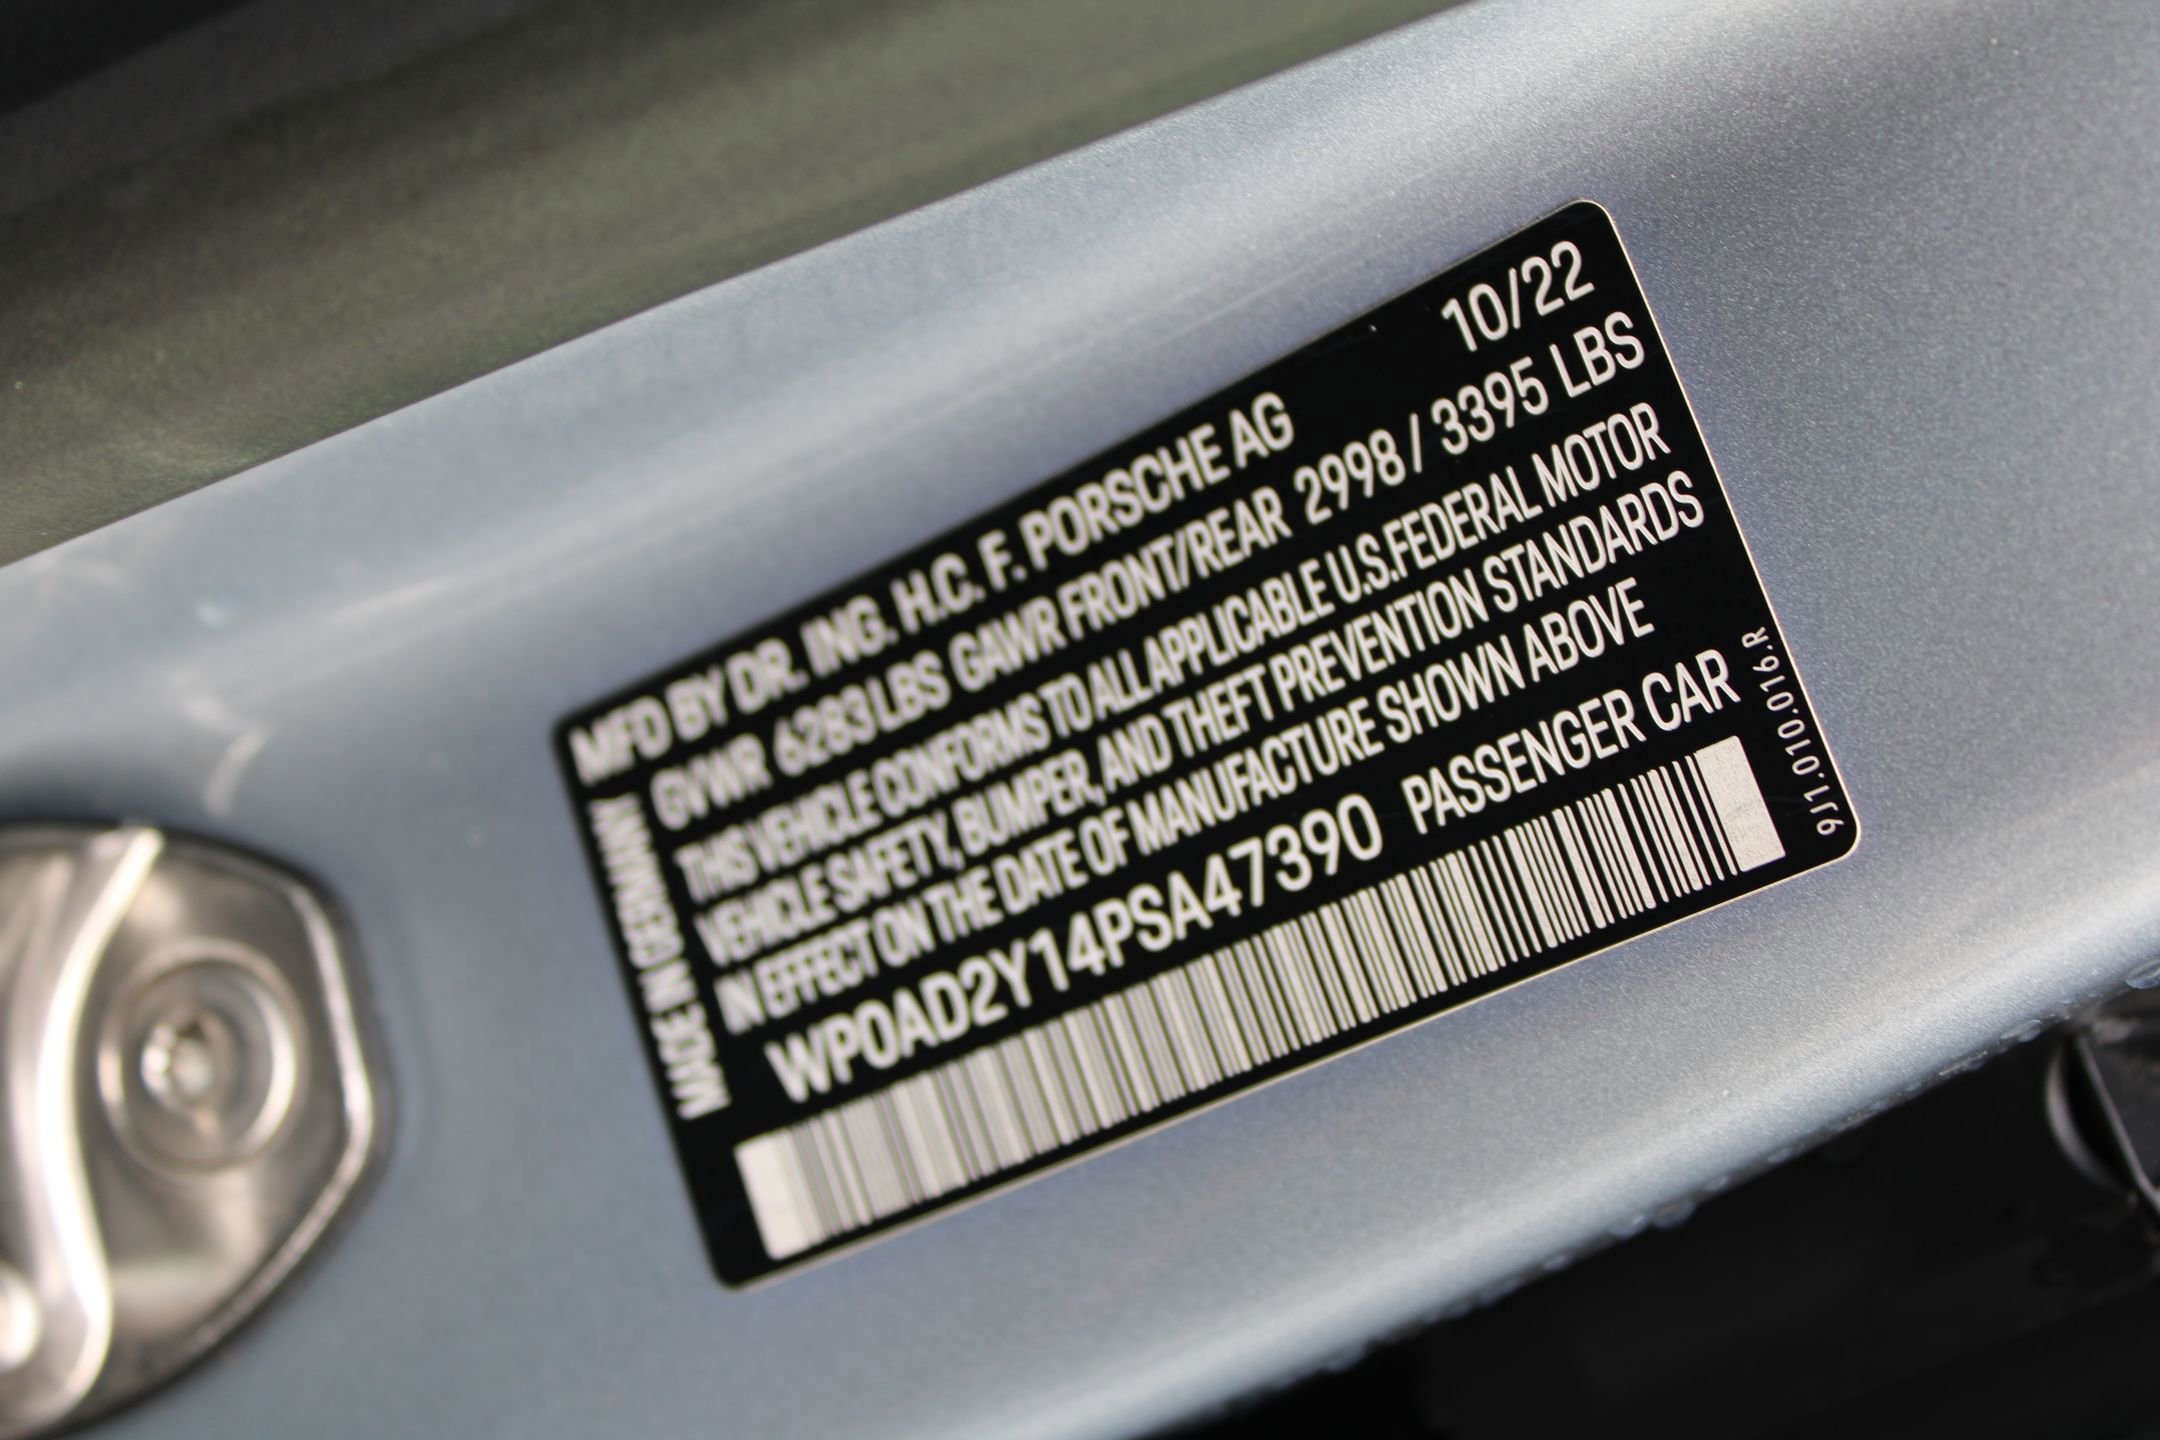 MFD BY DR. ING. H.C. F. PORSCHE AG 10/22
GVWR 6283 LBS GAWR FRONT/REAR 2998 / 3395 LBS
THIS VEHICLE CONFORMS TO ALL APPLICABLE U.S.FEDERAL MOTOR
VEHICLE SAFETY, BUMPER, AND THEFT PREVENTION STANDARDS
IN EFFECT ON THE DATE OF MANUFACTURE SHOWN ABOVE
WP0AD2Y14PSA47390 PASSENGER CAR
MADE IN GERMANY
9J1.010.016.R